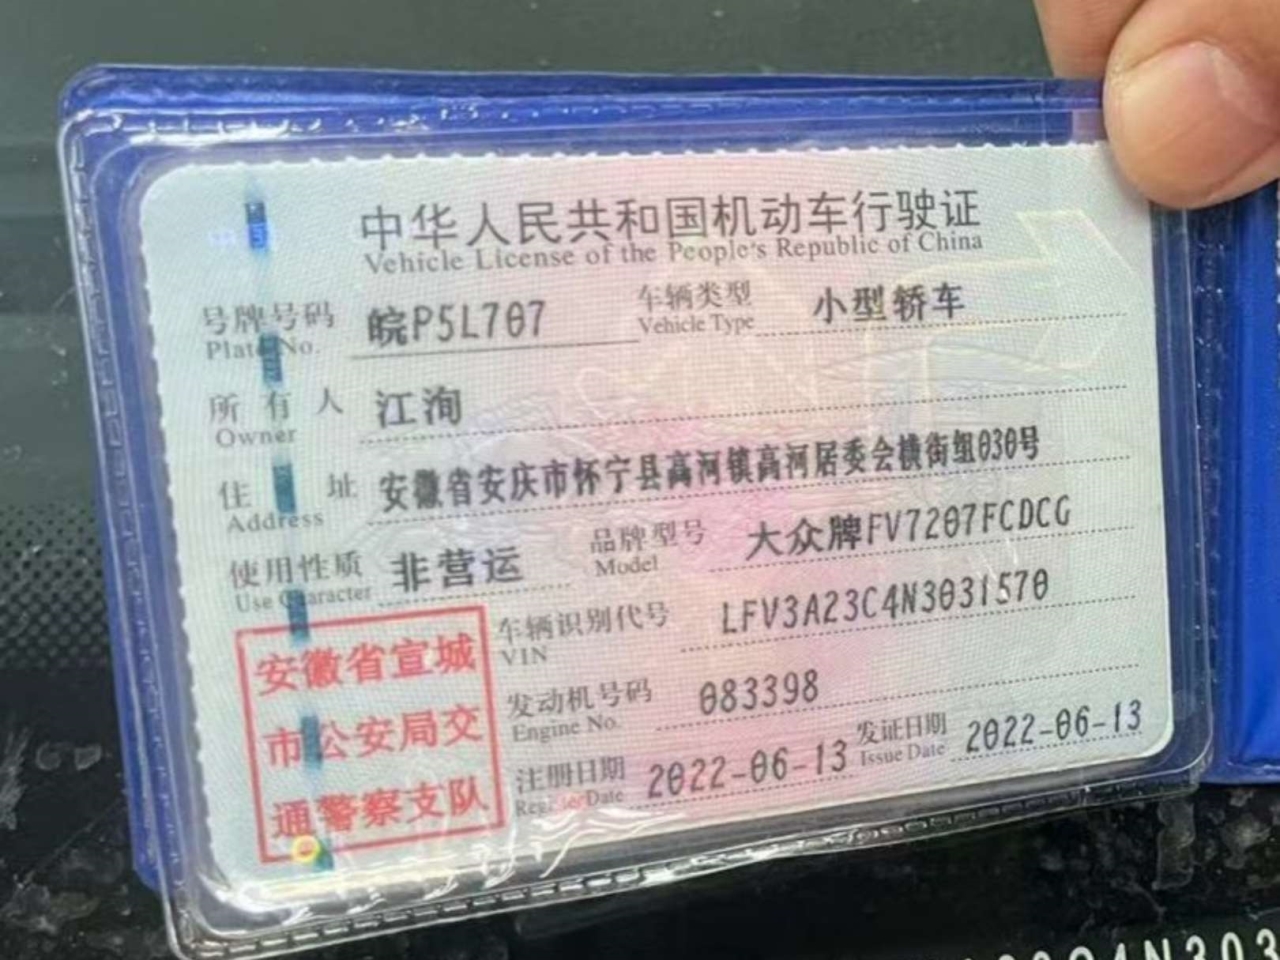 中华人民共和国机动车行驶证
Vehicle License of the People's Republic of China
号牌号码 皖P5L707 车辆类型 小型轿车
Plate No. Vehicle Type
所有人 江洵
Owner
住址 安徽省安庆市怀宁县高河镇高河居委会横街组030号
Address
使用性质 非营运 品牌型号 大众牌FV7207FCDCG
Use Character Model
车辆识别代号 LFV3A23C4N3031570
VIN
发动机号码 083398
Engine No.
注册日期 2022-06-13 发证日期 2022-06-13
Register Date Issue Date
安徽省宣城
市公安局交
通警察支队